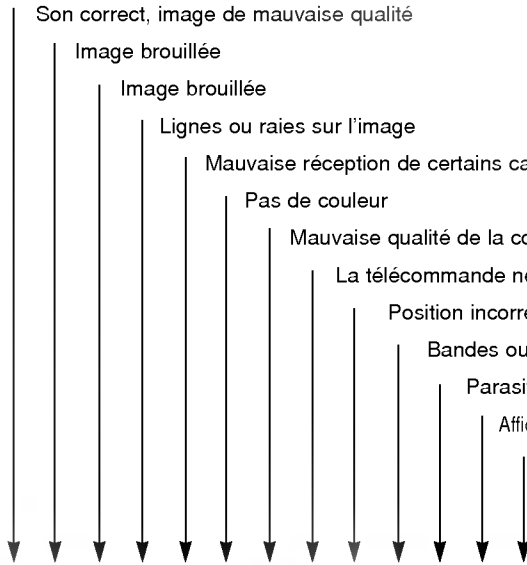 Son correct, image de mauvaise qualité
Image brouillée
Image brouillée
Lignes ou raies sur l'image
Mauvaise réception de certains
Pas de couleur
Mauvaise qualité de la
La télécommande
Position
Bandes ou